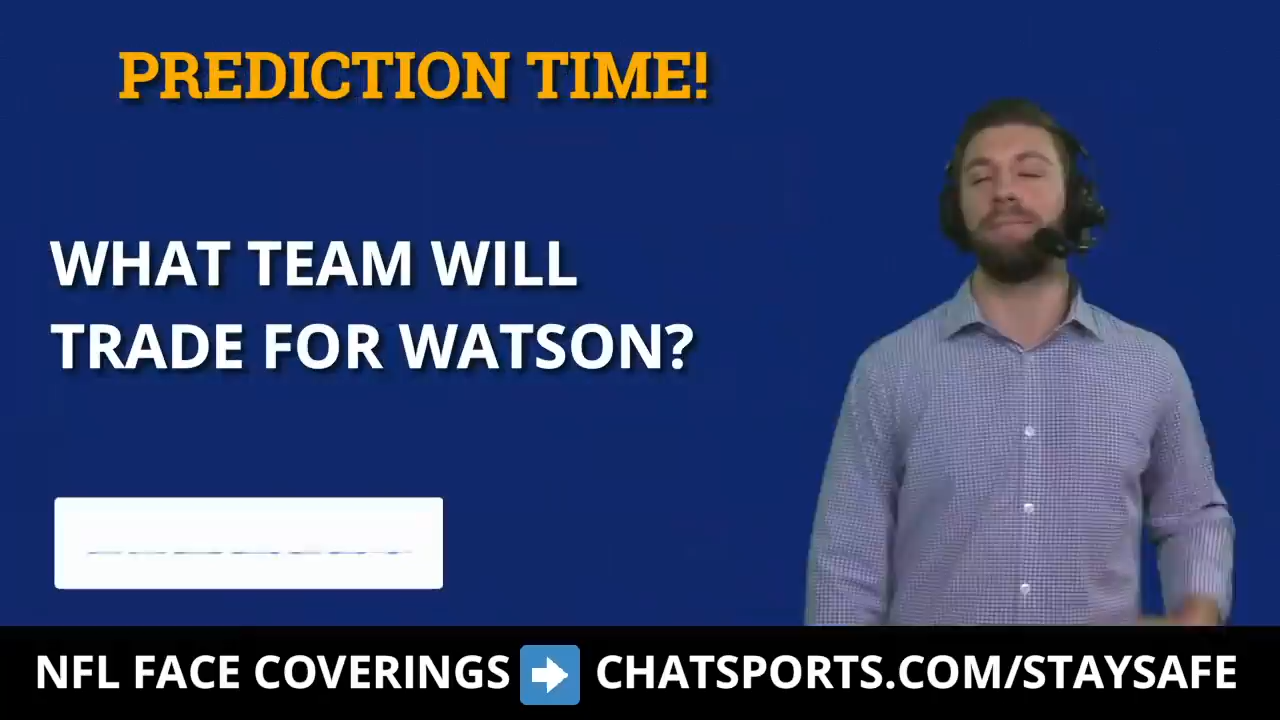 PREDICTION TIME!
WHAT TEAM WILL
TRADE FOR WATSON?
NFL FACE COVERINGS ➡ CHATSPORTS.COM/STAYSAFE